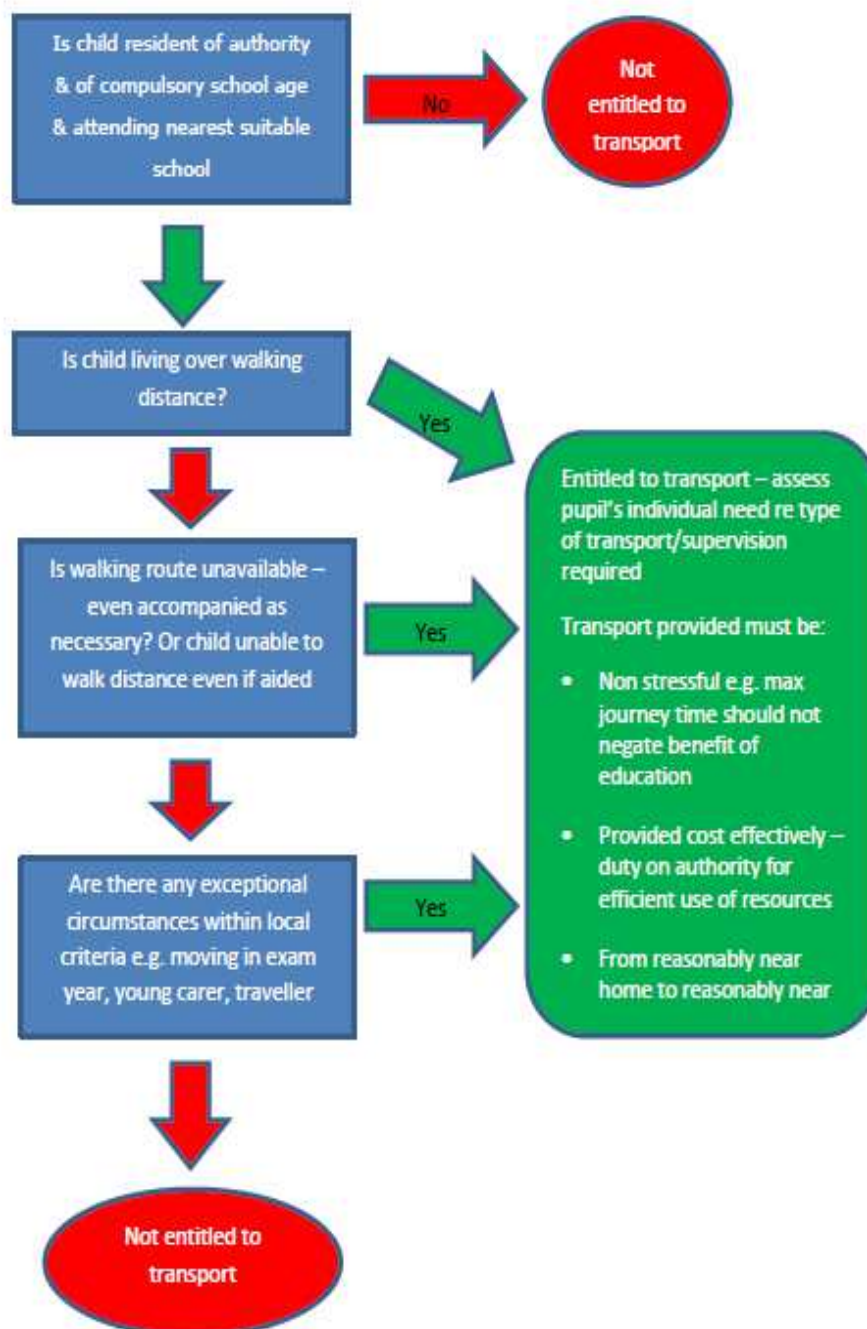 Is child resident of authority
& of compulsory school age
& attending nearest suitable
school
No
Not
entitled to
transport
Is child living over walking
distance?
Yes
Is walking route unavailable –
even accompanied as
necessary? Or child unable to
walk distance even if aided
Yes
Are there any exceptional
circumstances within local
criteria e.g. moving in exam
year, young carer, traveller
Yes
Entitled to transport – assess
pupil's individual need re type
of transport/supervision
required
Transport provided must be:
• Non stressful e.g. max
journey time should not
negate benefit of
education
• Provided cost effectively –
duty on authority for
efficient use of resources
• From reasonably near
home to reasonably near
Not entitled to
transport